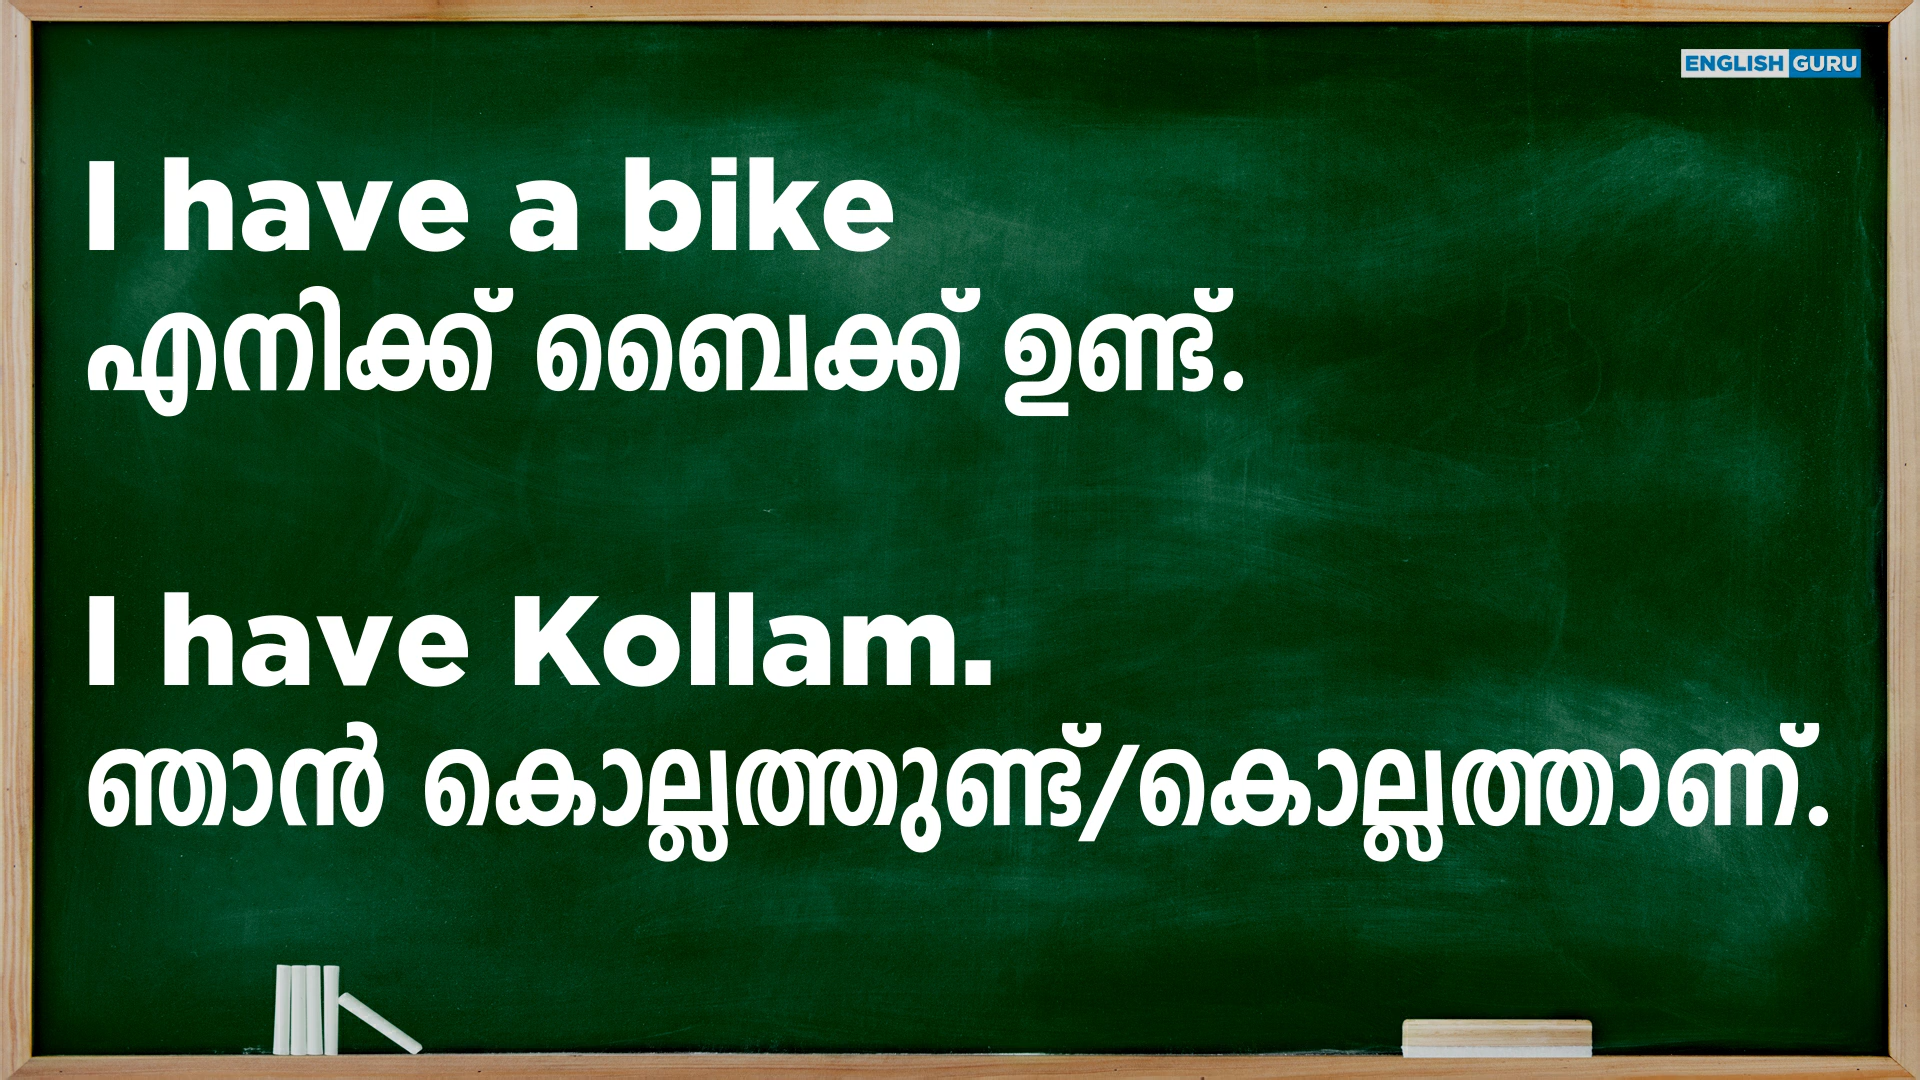 ENGLISH GURU
I have a bike
എനിക്ക് ബൈക്ക് ഉണ്ട്.
I have Kollam.
ഞാൻ കൊല്ലത്തുണ്ട്/കൊല്ലത്താണ്.